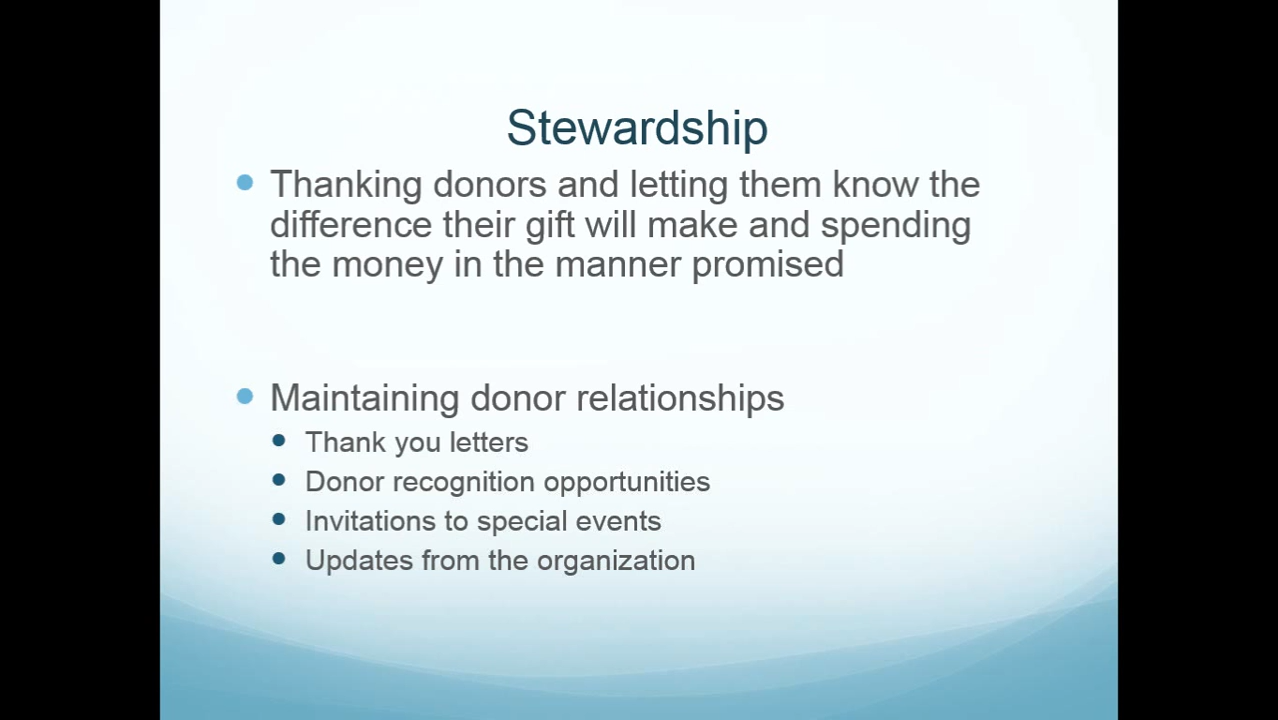 Stewardship
Thanking donors and letting them know the
difference their gift will make and spending
the money in the manner promised
Maintaining donor relationships
Thank you letters
Donor recognition opportunities
Invitations to special events
Updates from the organization